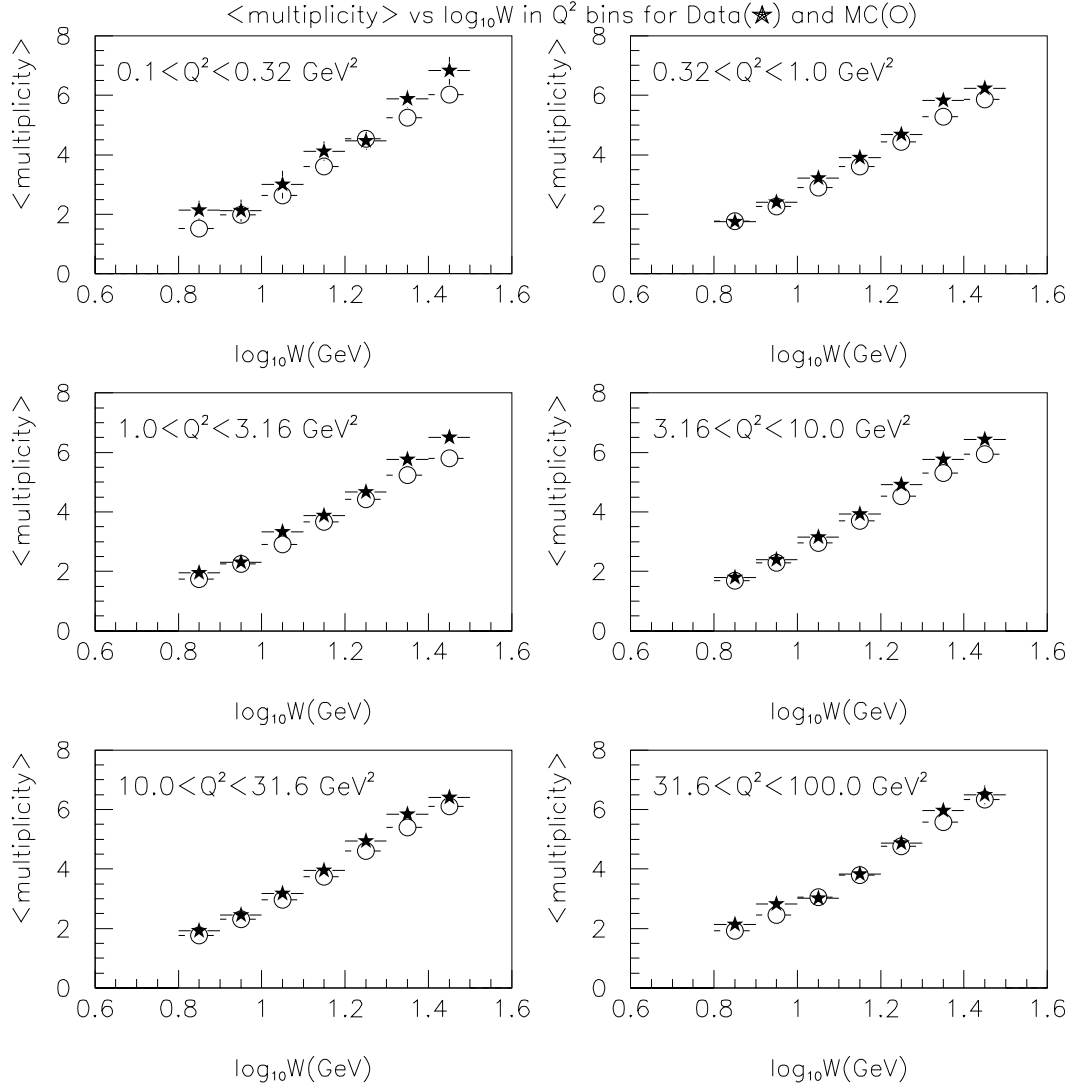 <multiplicity> vs log₁₀W in Q² bins for Data(★) and MC(○)
<multiplicity>
8
6
4
2
0
0.1<Q²<0.32 GeV²
0.6 0.8 1 1.2 1.4 1.6
log₁₀W(GeV)
<multiplicity>
8
6
4
2
0
0.32<Q²<1.0 GeV²
0.6 0.8 1 1.2 1.4 1.6
log₁₀W(GeV)
<multiplicity>
8
6
4
2
0
1.0<Q²<3.16 GeV²
0.6 0.8 1 1.2 1.4 1.6
log₁₀W(GeV)
<multiplicity>
8
6
4
2
0
3.16<Q²<10.0 GeV²
0.6 0.8 1 1.2 1.4 1.6
log₁₀W(GeV)
<multiplicity>
8
6
4
2
0
10.0<Q²<31.6 GeV²
0.6 0.8 1 1.2 1.4 1.6
log₁₀W(GeV)
<multiplicity>
8
6
4
2
0
31.6<Q²<100.0 GeV²
0.6 0.8 1 1.2 1.4 1.6
log₁₀W(GeV)